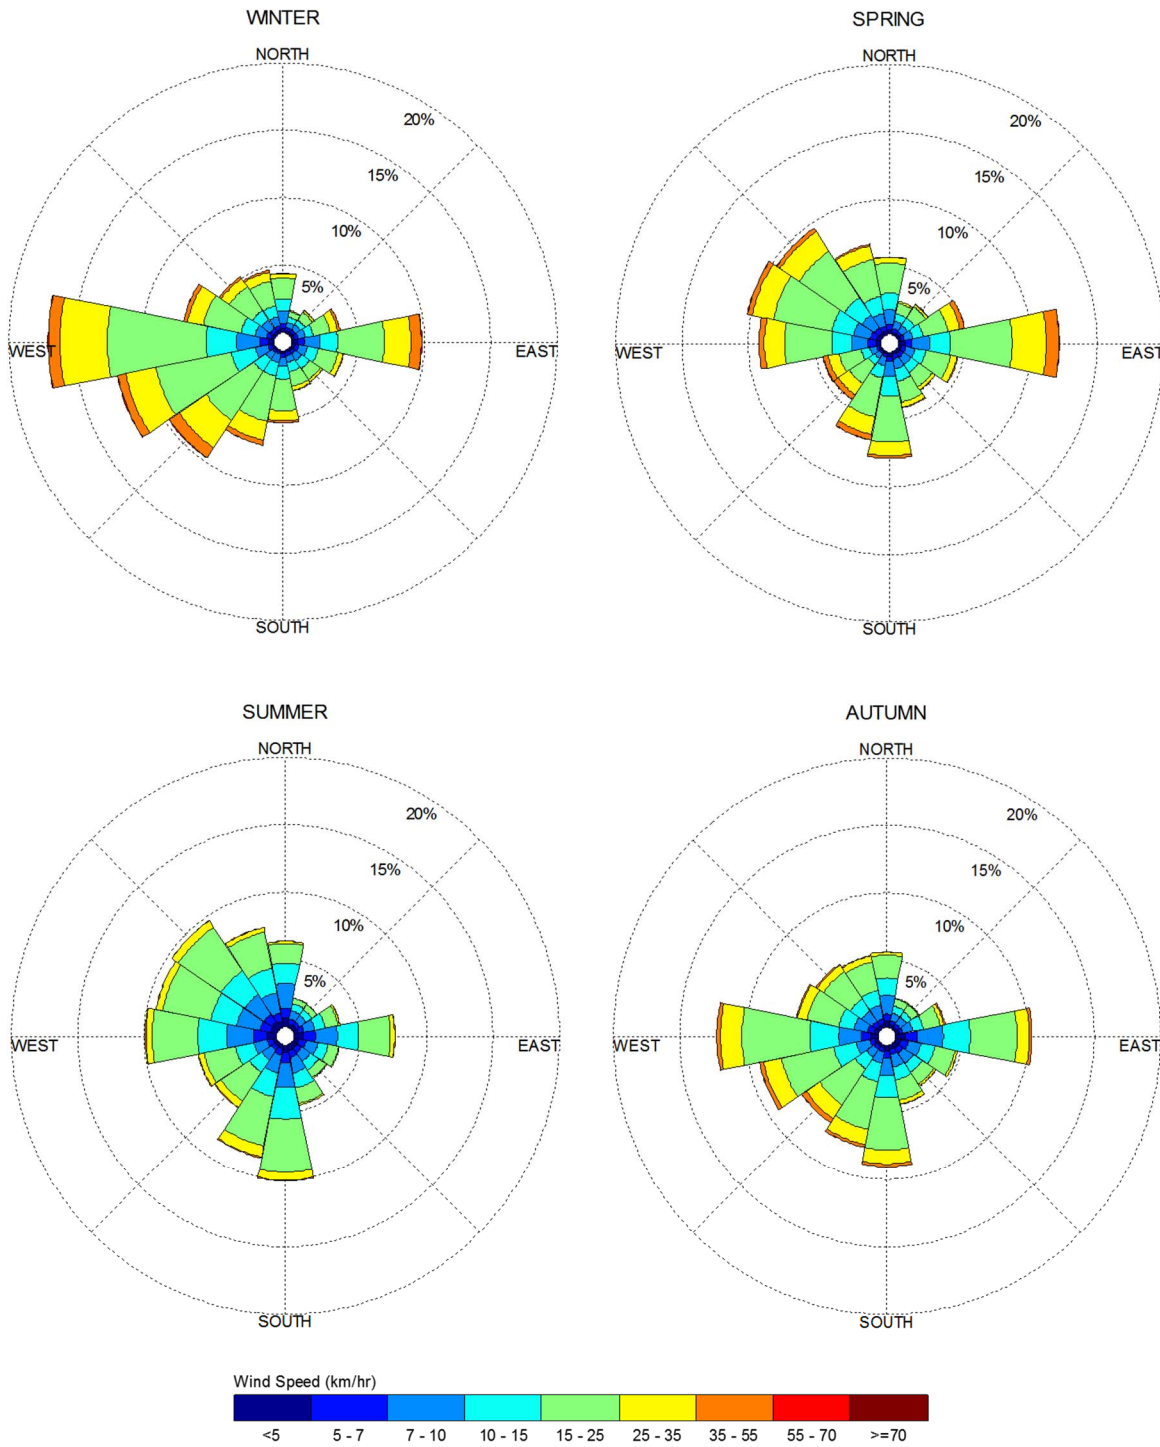 WINTER
SPRING
NORTH
NORTH
20%
20%
15%
15%
10%
10%
5%
5%
WEST
EAST
WEST
EAST
SOUTH
SOUTH
SUMMER
AUTUMN
NORTH
NORTH
20%
20%
15%
15%
10%
10%
5%
5%
WEST
EAST
WEST
EAST
SOUTH
SOUTH
Wind Speed (km/hr)
<5 5 - 7 7 - 10 10 - 15 15 - 25 25 - 35 35 - 55 55 - 70 >=70